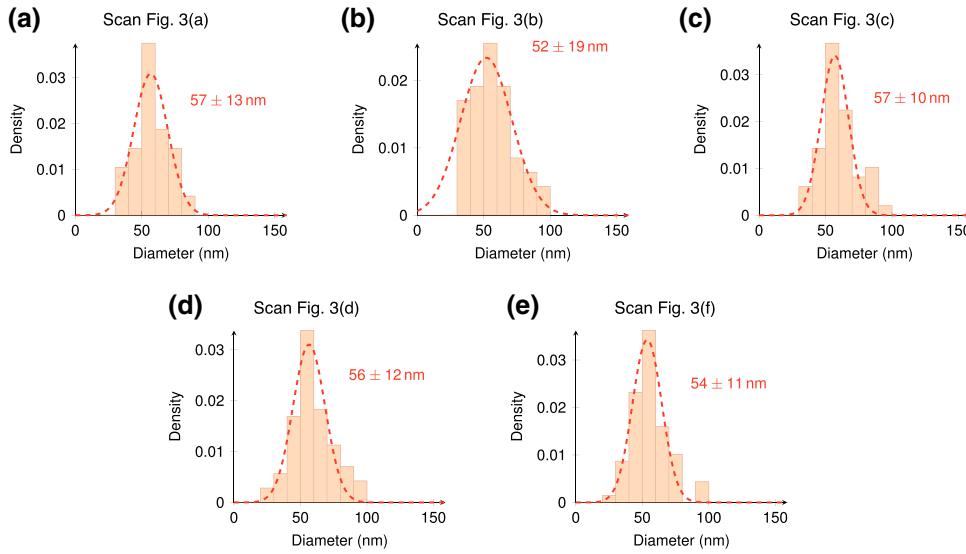 (a)
Scan Fig. 3(a)
0.03
0.02
0.01
0
Density
57 ± 13 nm
0
50
100
150
Diameter (nm)
(b)
Scan Fig. 3(b)
0.02
0.01
0
Density
52 ± 19 nm
0
50
100
150
Diameter (nm)
(c)
Scan Fig. 3(c)
0.03
0.02
0.01
0
Density
57 ± 10 nm
0
50
100
150
Diameter (nm)
(d)
Scan Fig. 3(d)
0.03
0.02
0.01
0
Density
56 ± 12 nm
0
50
100
150
Diameter (nm)
(e)
Scan Fig. 3(f)
0.03
0.02
0.01
0
Density
54 ± 11 nm
0
50
100
150
Diameter (nm)